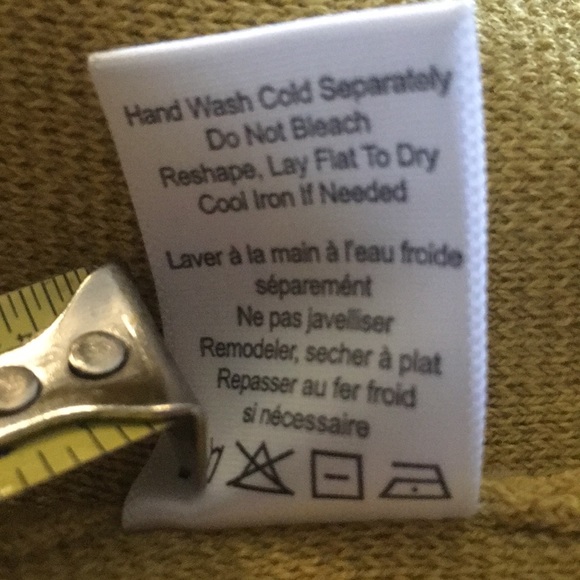 Hand Wash Cold Separately
Do Not Bleach
Reshape, Lay Flat To Dry
Cool Iron If Needed
Laver à la main à l'eau froide
séparemént
Ne pas javelliser
Remodeler, secher à plat
Repasser au fer froid
si nécessaire